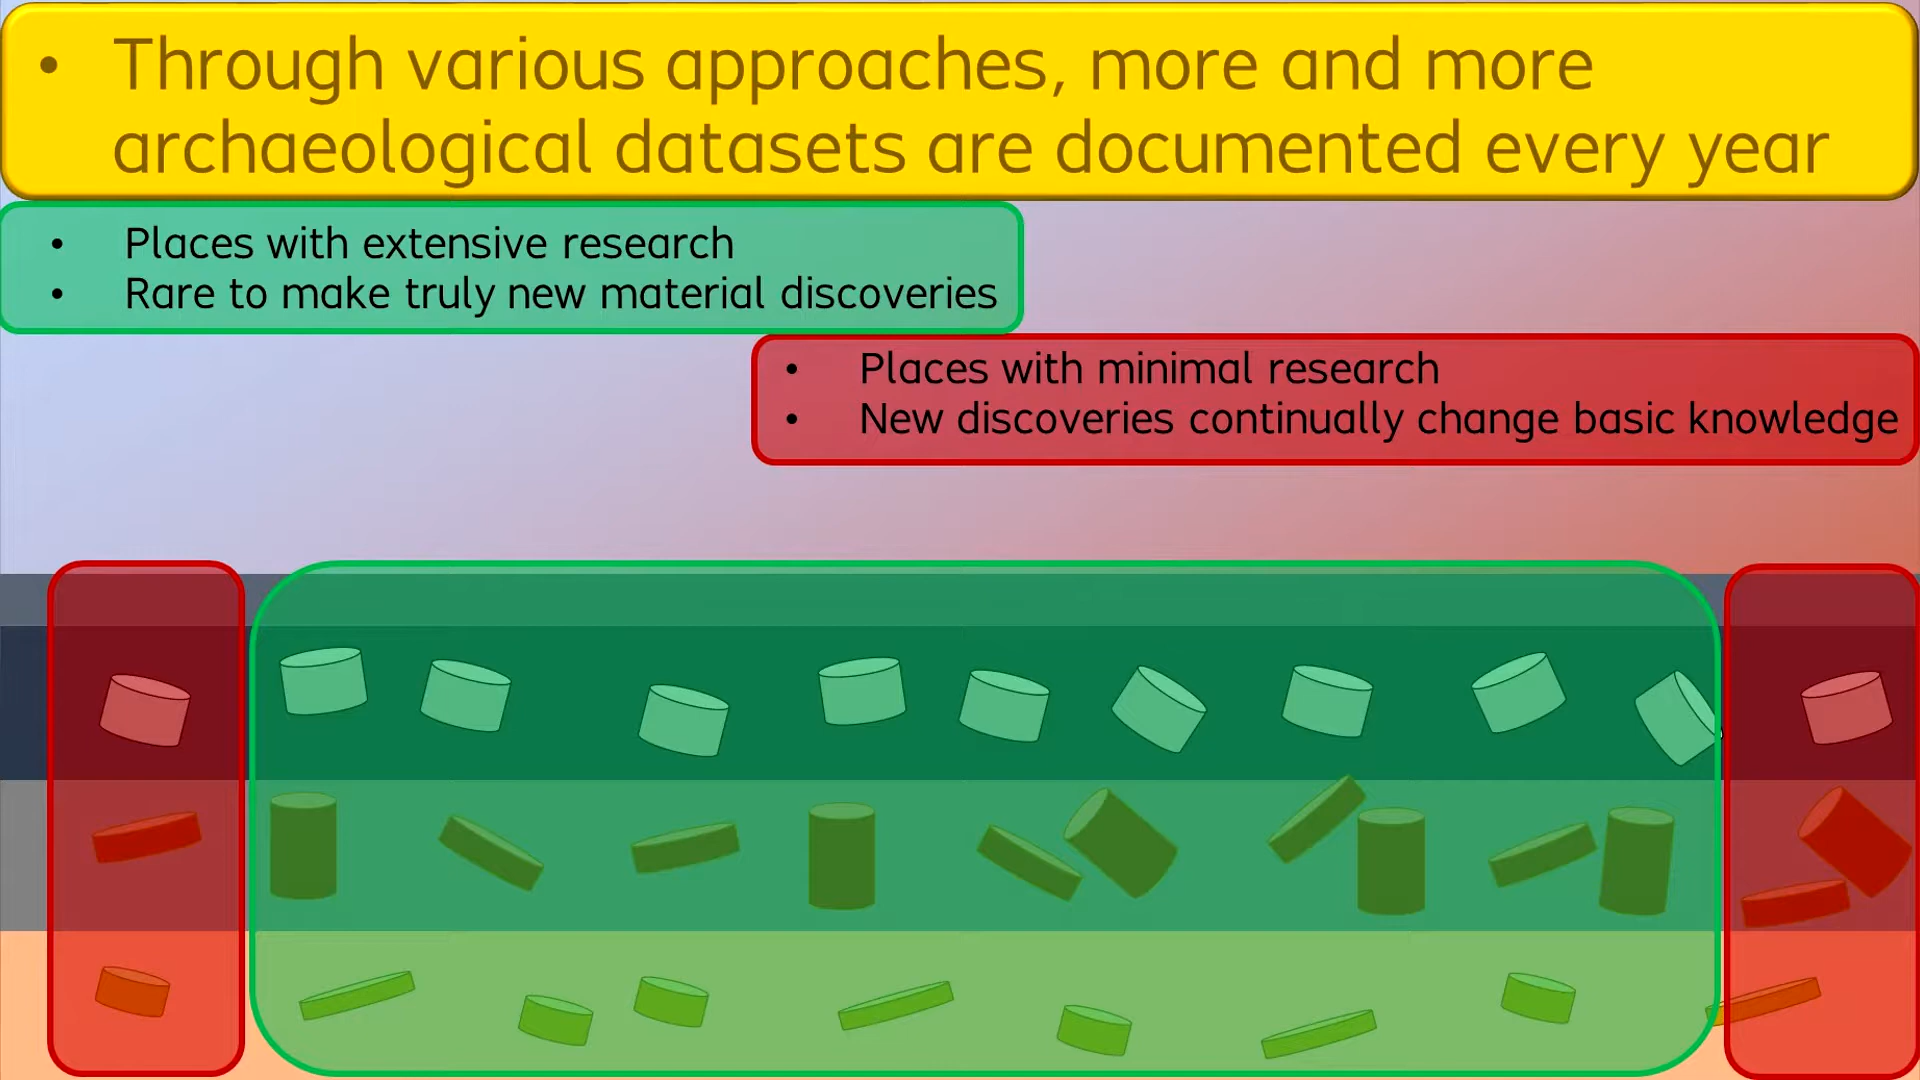 • Through various approaches, more and more
archaeological datasets are documented every year
• Places with extensive research
• Rare to make truly new material discoveries
• Places with minimal research
• New discoveries continually change basic knowledge